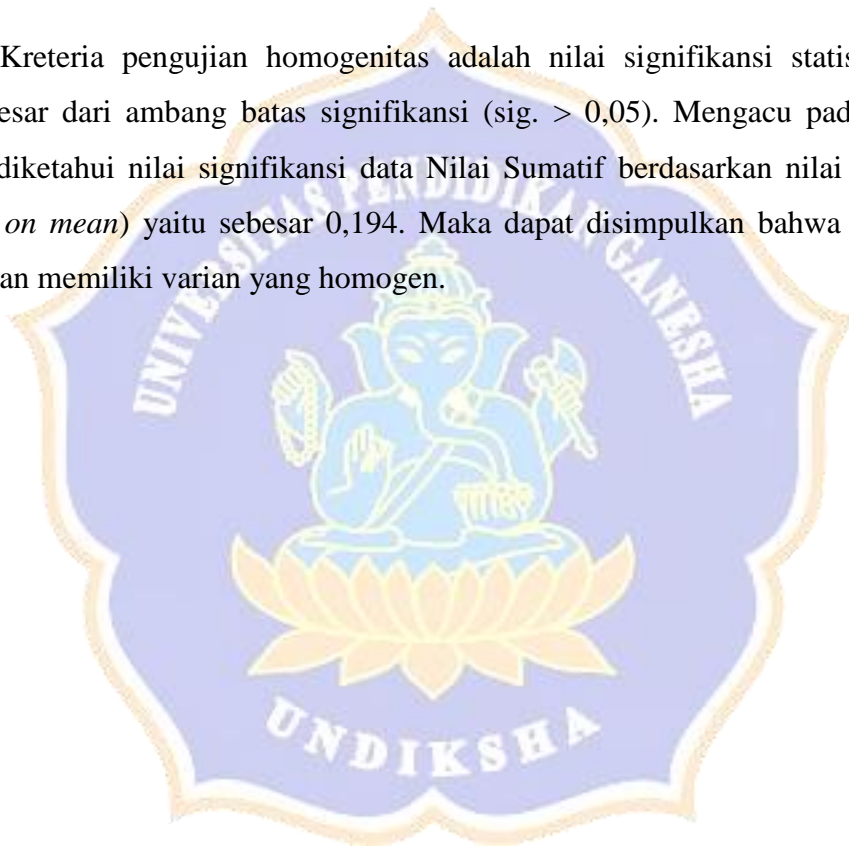 Kreteria pengujian homogenitas adalah nilai signifikansi statis
esar dari ambang batas signifikansi (sig. > 0,05). Mengacu pad
diketahui nilai signifikansi data Nilai Sumatif berdasarkan nilai
on mean) yaitu sebesar 0,194. Maka dapat disimpulkan bahwa
an memiliki varian yang homogen.
UNIVERSITAS PENDIDIKAN GANESHA
UNDIKSHA